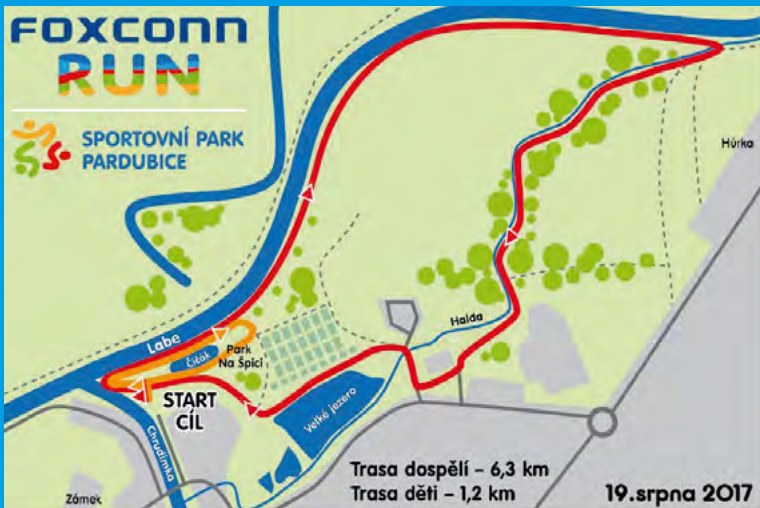 FOXCONN
RUN
SPORTOVNÍ PARK
PARDUBICE
Hůrka
Halda
Labe
Čičák
Park
Na Špici
START
CÍL
Velké jezero
Chrudimka
Zámek
Trasa dospělí – 6,3 km
Trasa děti – 1,2 km
19.srpna 2017